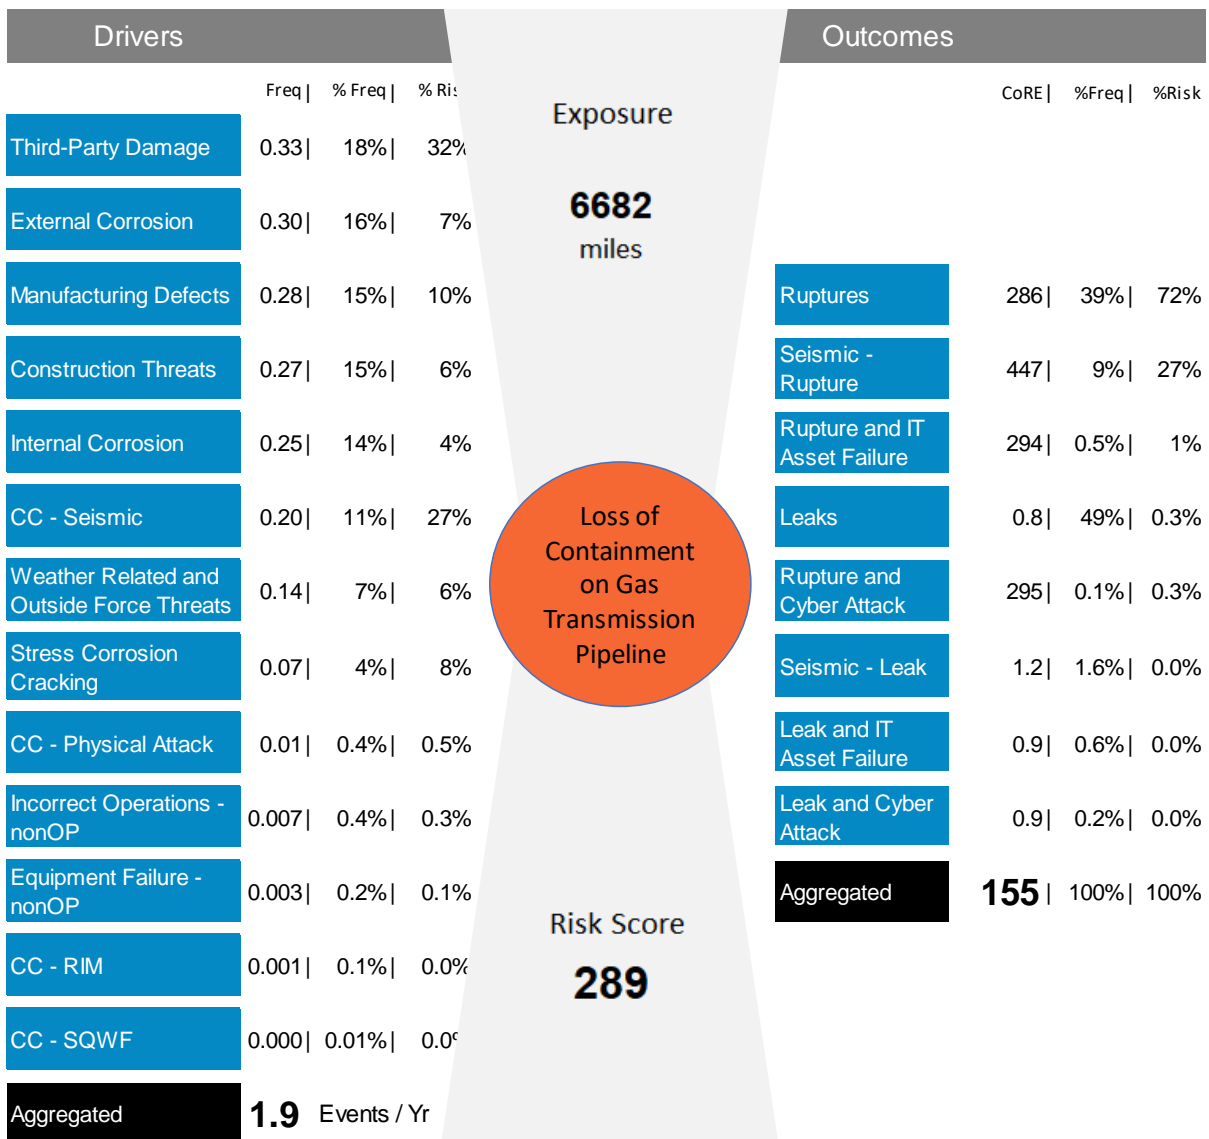 Drivers
Outcomes
Exposure
6682
miles
Freq| % Freq| % Ris
Third-Party Damage 0.33| 18%| 32%
External Corrosion 0.30| 16%| 7%
Manufacturing Defects 0.28| 15%| 10%
Construction Threats 0.27| 15%| 6%
Internal Corrosion 0.25| 14%| 4%
CC - Seismic 0.20| 11%| 27%
Weather Related and
Outside Force Threats 0.14| 7%| 6%
Stress Corrosion
Cracking 0.07| 4%| 8%
CC - Physical Attack 0.01| 0.4%| 0.5%
Incorrect Operations -
nonOP 0.007| 0.4%| 0.3%
Equipment Failure -
nonOP 0.003| 0.2%| 0.1%
CC - RIM 0.001| 0.1%| 0.0%
CC - SQWF 0.000| 0.01%| 0.0%
Aggregated 1.9 Events / Yr
Loss of
Containment
on Gas
Transmission
Pipeline
Risk Score
289
CoRE| %Freq| %Risk
Ruptures 286| 39%| 72%
Seismic -
Rupture 447| 9%| 27%
Rupture and IT
Asset Failure 294| 0.5%| 1%
Leaks 0.8| 49%| 0.3%
Rupture and
Cyber Attack 295| 0.1%| 0.3%
Seismic - Leak 1.2| 1.6%| 0.0%
Leak and IT
Asset Failure 0.9| 0.6%| 0.0%
Leak and Cyber
Attack 0.9| 0.2%| 0.0%
Aggregated 155| 100%| 100%